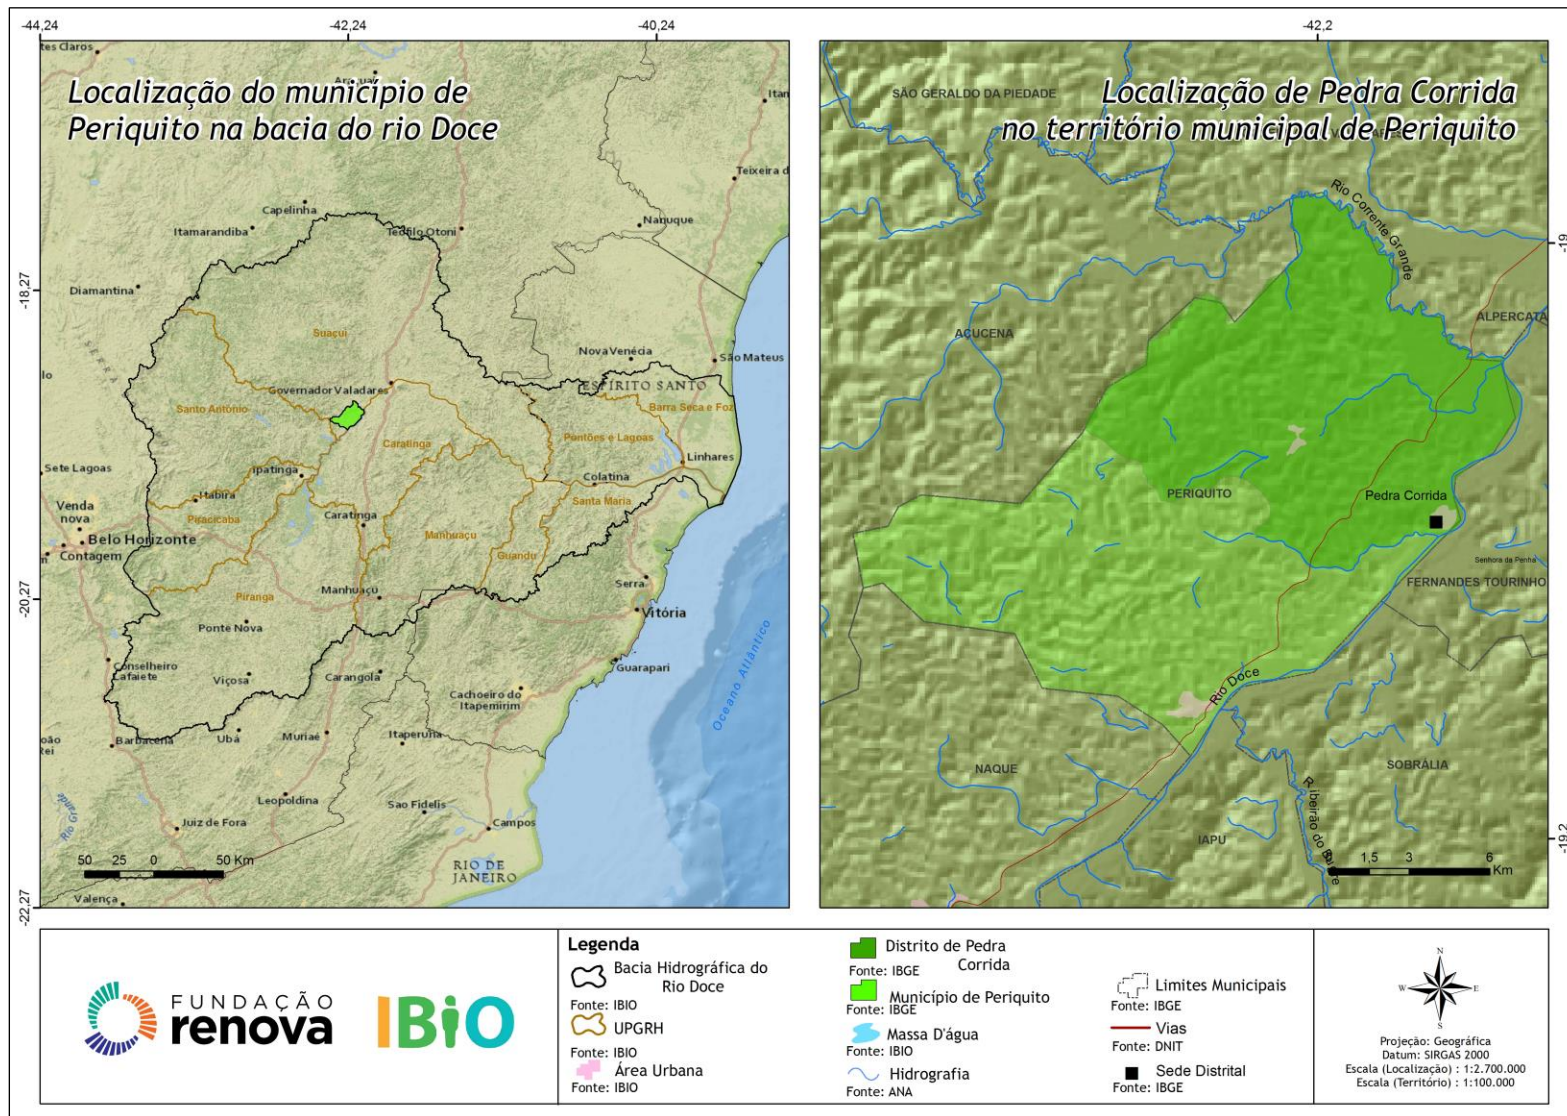 -44,24
-42,24
-40,24
-42,2
Localização do município de
Periquito na bacia do rio Doce
Localização de Pedra Corrida
no território municipal de Periquito
tes Claros
Teixeira d
Capelinha
Itamarandiba
Teófilo Otoni
Nanuque
-18,27
Diamantina
SERRA
Suaçuí
Nova Venécia
São Mateus
Governador Valadares
ESPÍRITO SANTO
Santo Antônio
Barra Seca e Foz
Caratinga
Pontões e Lagoas
Sete Lagoas
Ipatinga
Linhares
Colatina
Itabira
Santa Maria
Venda
nova
Piracicaba
Caratinga
Belo Horizonte
Manhuaçu
Guandu
Contagem
Serra
-20,27
Piranga
Manhuaçu
Vitória
Ponte Nova
Conselheiro
Lafaiete
Viçosa
Carangola
Guarapari
Cachoeiro do
Itapemirim
Oceano Atlântico
Barbacena
Ubá
Muriaé
Itaperuna
Leopoldina
Sao Fidelis
Rio Grande
Juiz de Fora
Campos
50 25 0 50 Km
RIO DE
JANEIRO
Valença
-22,27
SÃO GERALDO DA PIEDADE
Rio Corrente Grande
-19
AÇUCENA
ALPERCATA
PERIQUITO
Pedra Corrida
Senhora da Penha
FERNANDES TOURINHO
Rio Doce
NAQUE
SOBRÁLIA
IAPU
1,5 3 6
Km
-19,2
FUNDAÇÃO
renova
IBiO
Legenda
Bacia Hidrográfica do
Rio Doce
Fonte: IBIO
UPGRH
Fonte: IBIO
Área Urbana
Fonte: IBIO
Distrito de Pedra
Corrida
Fonte: IBGE
Município de Periquito
Fonte: IBGE
Massa D'água
Fonte: IBIO
Hidrografia
Fonte: ANA
Limites Municipais
Fonte: IBGE
Vias
Fonte: DNIT
Sede Distrital
Fonte: IBGE
N
W E
S
Projeção: Geográfica
Datum: SIRGAS 2000
Escala (Localização) : 1:2.700.000
Escala (Território) : 1:100.000